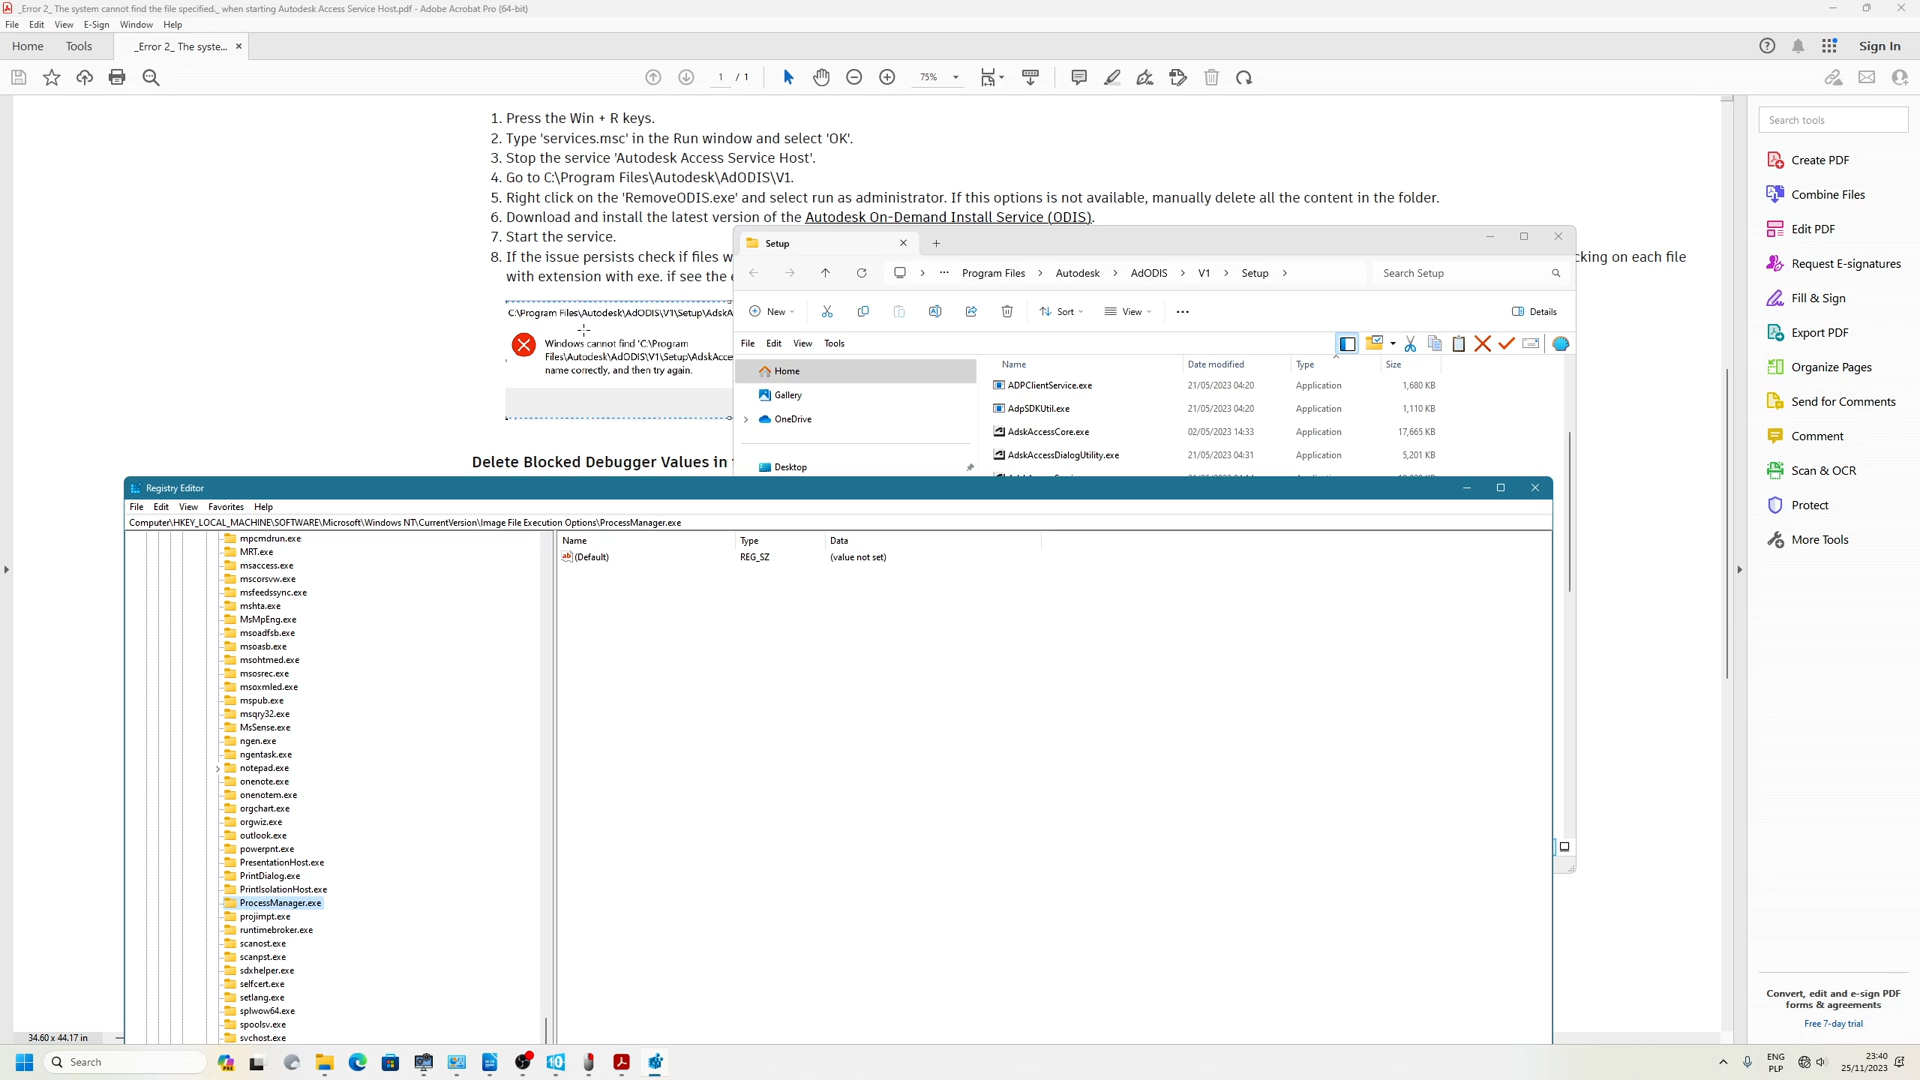 _Error 2_ The system cannot find the file specified._ when starting Autodesk Access Service Host.pdf - Adobe Acrobat Pro (64-bit)
File Edit View E-Sign Window Help
Home Tools _Error 2_ The syste... × Sign In
1 / 1 75%
1. Press the Win + R keys.
2. Type 'services.msc' in the Run window and select 'OK'.
3. Stop the service 'Autodesk Access Service Host'.
4. Go to C:\Program Files\Autodesk\AdODIS\V1.
5. Right click on the 'RemoveODIS.exe' and select run as administrator. If this options is not available, manually delete all the content in the folder.
6. Download and install the latest version of the Autodesk On-Demand Install Service (ODIS).
7. Start the service.
8. If the issue persists check if files w
cking on each file
with extension with exe. if see the e
C:\Program Files\Autodesk\AdODIS\V1\Setup\AdskA
Windows cannot find 'C:\Program
Files\Autodesk\AdODIS\V1\Setup\AdskAcce
name correctly, and then try again.
Delete Blocked Debugger Values in
34.60 x 44.17 in
Setup
Program Files > Autodesk > AdODIS > V1 > Setup >
Search Setup
New Sort View ... Details
File Edit View Tools
Home
Gallery
OneDrive
Desktop
Name Date modified Type Size
ADPClientService.exe 21/05/2023 04:20 Application 1,680 KB
AdpSDKUtil.exe 21/05/2023 04:20 Application 1,110 KB
AdskAccessCore.exe 02/05/2023 14:33 Application 17,665 KB
AdskAccessDialogUtility.exe 21/05/2023 04:31 Application 5,201 KB
Registry Editor
File Edit View Favorites Help
Computer\HKEY_LOCAL_MACHINE\SOFTWARE\Microsoft\Windows NT\CurrentVersion\Image File Execution Options\ProcessManager.exe
mpcmdrun.exe
MRT.exe
msaccess.exe
mscorsvw.exe
msfeedssync.exe
mshta.exe
MsMpEng.exe
msoadfsb.exe
msoasb.exe
msohtmed.exe
msosrec.exe
msoxmled.exe
mspub.exe
msqry32.exe
MsSense.exe
ngen.exe
ngentask.exe
notepad.exe
onenote.exe
onenotem.exe
orgchart.exe
orgwiz.exe
outlook.exe
powerpnt.exe
PresentationHost.exe
PrintDialog.exe
PrintIsolationHost.exe
ProcessManager.exe
projimpt.exe
runtimebroker.exe
scanost.exe
scanpst.exe
sdxhelper.exe
selfcert.exe
setlang.exe
splwow64.exe
spoolsv.exe
svchost.exe
Name Type Data
ab (Default) REG_SZ (value not set)
Search tools
Create PDF
Combine Files
Edit PDF
Request E-signatures
Fill & Sign
Export PDF
Organize Pages
Send for Comments
Comment
Scan & OCR
Protect
More Tools
Convert, edit and e-sign PDF
forms & agreements
Free 7-day trial
Search
ENG
PLP
23:40
25/11/2023